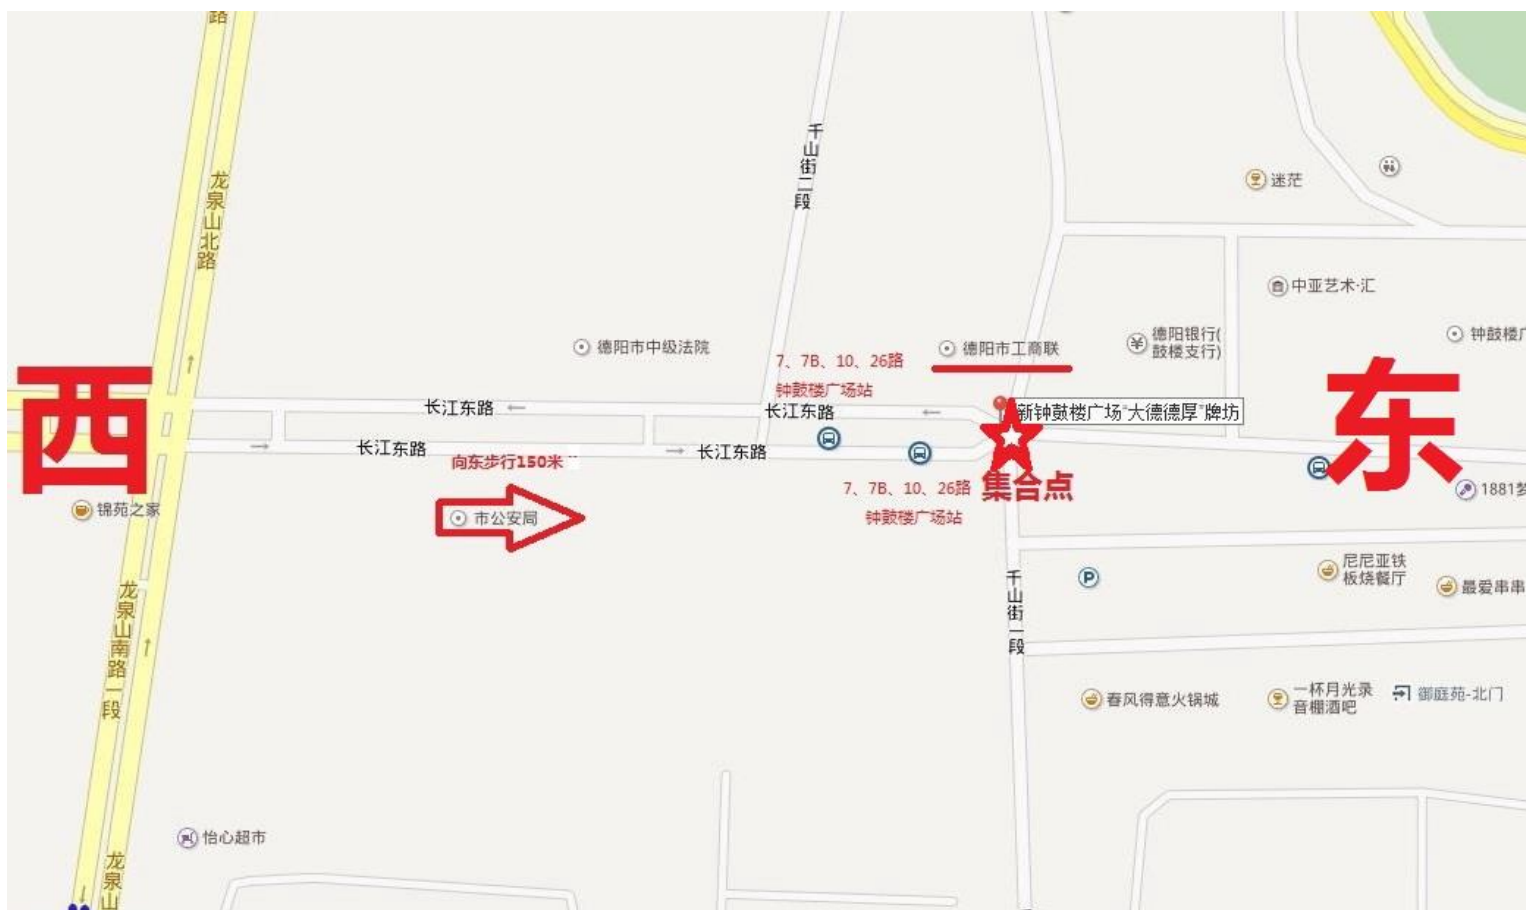 路
千山街二段
龙泉山北路
迷茫
中亚艺术·汇
德阳银行(
鼓楼支行)
钟鼓楼广
德阳市中级法院
7、7B、10、26路
钟鼓楼广场站
德阳市工商联
西
东
长江东路
长江东路
新钟鼓楼广场"大德德厚"牌坊
长江东路
长江东路
向东步行150米
7、7B、10、26路
钟鼓楼广场站
集合点
1881梦
锦苑之家
市公安局
尼尼亚铁
板烧餐厅
最爱串串
P
千山街一段
龙泉山南路一段
春风得意火锅城
一杯月光录
音棚酒吧
御庭苑-北门
怡心超市
龙泉山